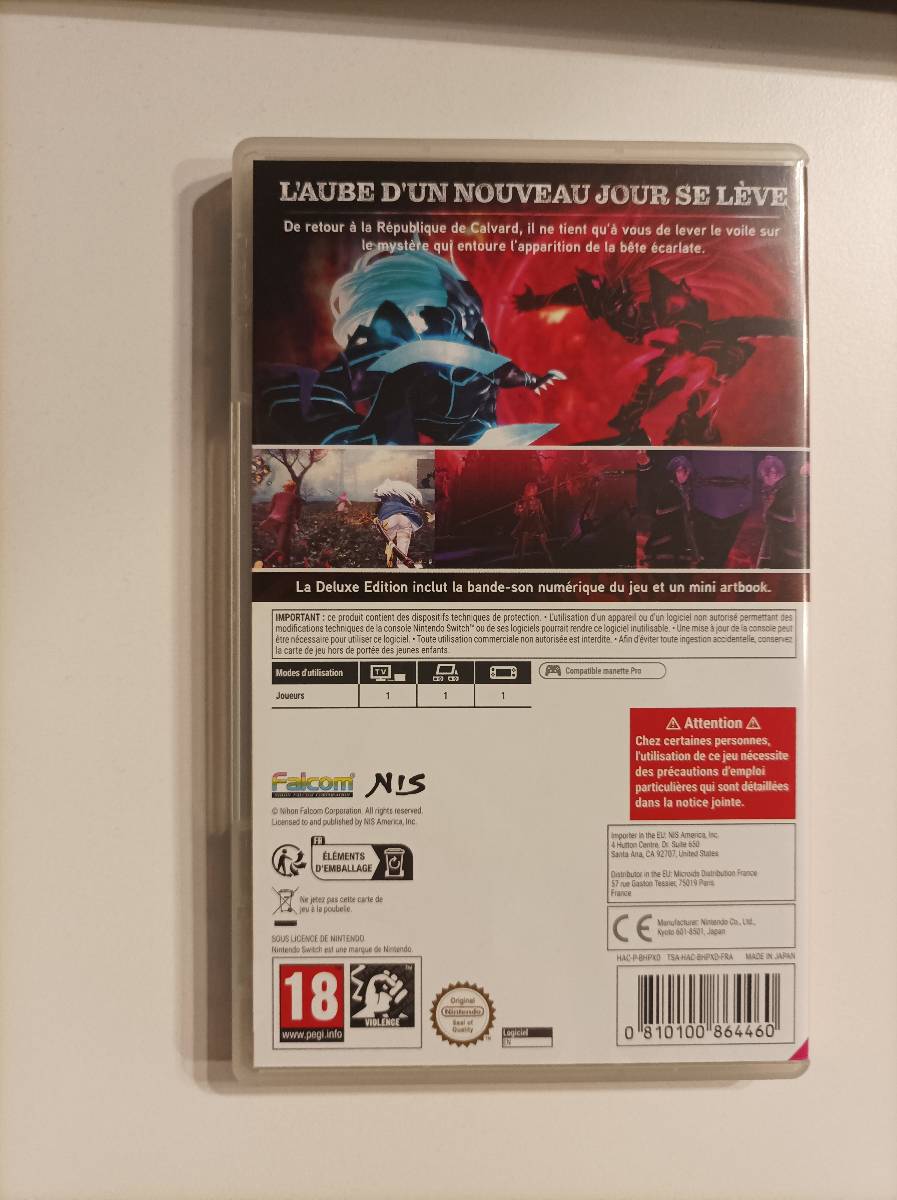 L'AUBE D'UN NOUVEAU JOUR SE LÈVE
De retour à la République de Calvard, il ne tient qu'à vous de lever le voile sur
le mystère qui entoure l'apparition de la bête écarlate.
La Deluxe Edition inclut la bande-son numérique du jeu et un mini artbook.
IMPORTANT : ce produit contient des dispositifs techniques de protection. • L'utilisation d'un appareil ou d'un logiciel non autorisé permettant des
modifications techniques de la console Nintendo Switch™ ou de ses logiciels pourrait rendre ce logiciel inutilisable. • Une mise à jour de la console peut
être nécessaire pour utiliser ce logiciel. • Toute utilisation commerciale non autorisée est interdite. • Afin d'éviter toute ingestion accidentelle, conservez
la carte de jeu hors de portée des jeunes enfants.
Modes d'utilisation TV Compatible manette Pro
Joueurs 1 1 1
Attention
Chez certaines personnes,
l'utilisation de ce jeu nécessite
des précautions d'emploi
particulières qui sont détaillées
dans la notice jointe.
Falcom NIS
NIHON FALCOM CORPORATION
© Nihon Falcom Corporation. All rights reserved.
Licensed to and published by NIS America, Inc.
FR
ÉLÉMENTS
D'EMBALLAGE
Ne jetez pas cette carte de
jeu à la poubelle.
Importer in the EU: NIS America, Inc.
4 Hutton Centre, Dr. Suite 650
Santa Ana, CA 92707, United States
Distributor in the EU: Microids Distribution France
57 rue Gaston Tessier, 75019 Paris
France
CE Manufacturer: Nintendo Co., Ltd.,
Kyoto 601-8501, Japan
SOUS LICENCE DE NINTENDO.
Nintendo Switch est une marque de Nintendo.
HAC-P-BHPXD TSA-HAC-BHPXD-FRA MADE IN JAPAN
18
www.pegi.info
VIOLENCE
Original
Nintendo
Seal of
Quality
™
Logiciel
EN
0 810100 864460